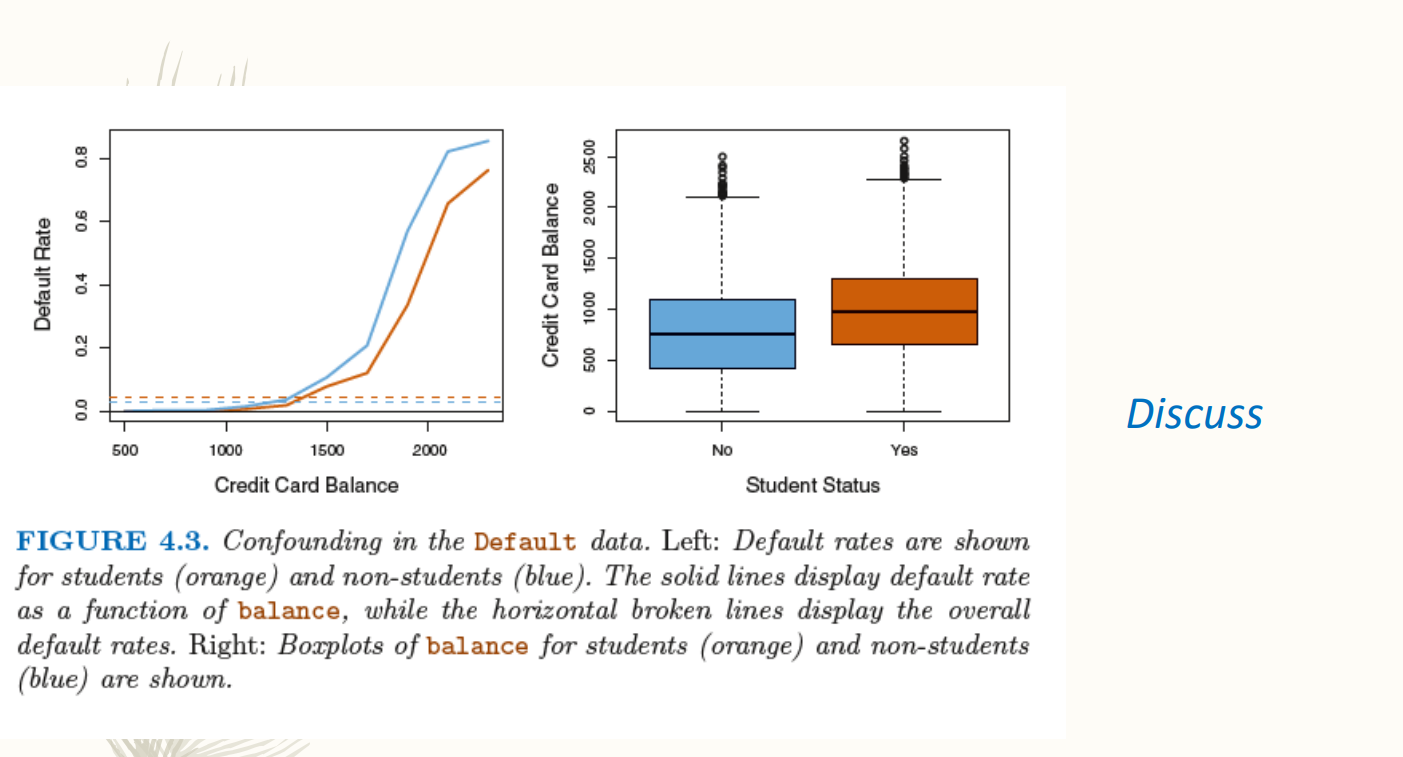 Default Rate
0.0 0.2 0.4 0.6 0.8
500 1000 1500 2000
Credit Card Balance
Credit Card Balance
0 500 1000 1500 2000 2500
No Yes
Student Status
Discuss
FIGURE 4.3. Confounding in the Default data. Left: Default rates are shown
for students (orange) and non-students (blue). The solid lines display default rate
as a function of balance, while the horizontal broken lines display the overall
default rates. Right: Boxplots of balance for students (orange) and non-students
(blue) are shown.